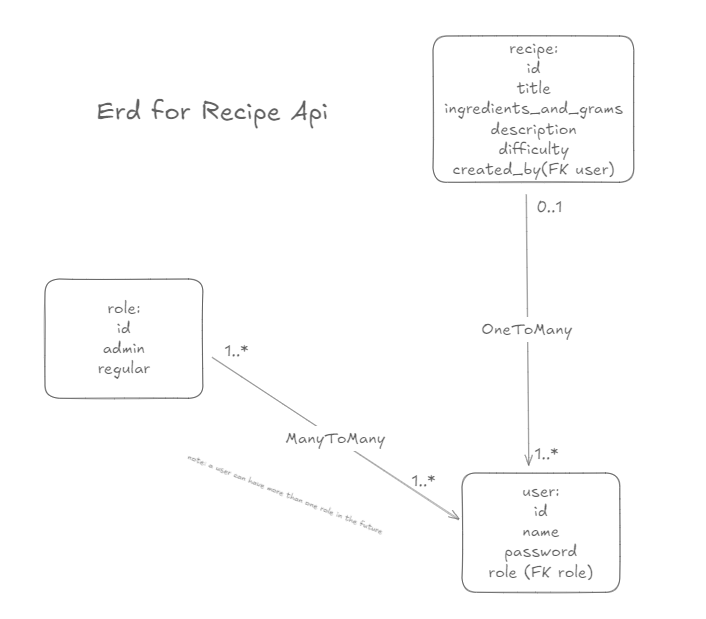 Erd for Recipe Api
recipe:
id
title
ingredients_and_grams
description
difficulty
created_by(FK user)
0..1
OneToMany
1..*
role:
id
admin
regular
1..*
ManyToMany
1..*
note: a user can have more than one role in the future
user:
id
name
password
role (FK role)